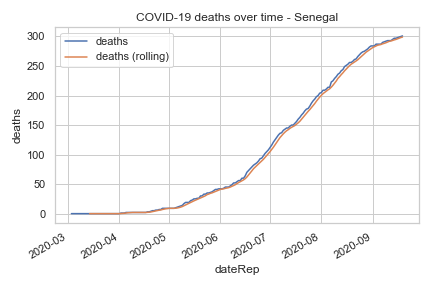 COVID-19 deaths over time - Senegal
deaths
deaths (rolling)
300
250
200
150
100
50
0
deaths
2020-03
2020-04
2020-05
2020-06
2020-07
2020-08
2020-09
dateRep